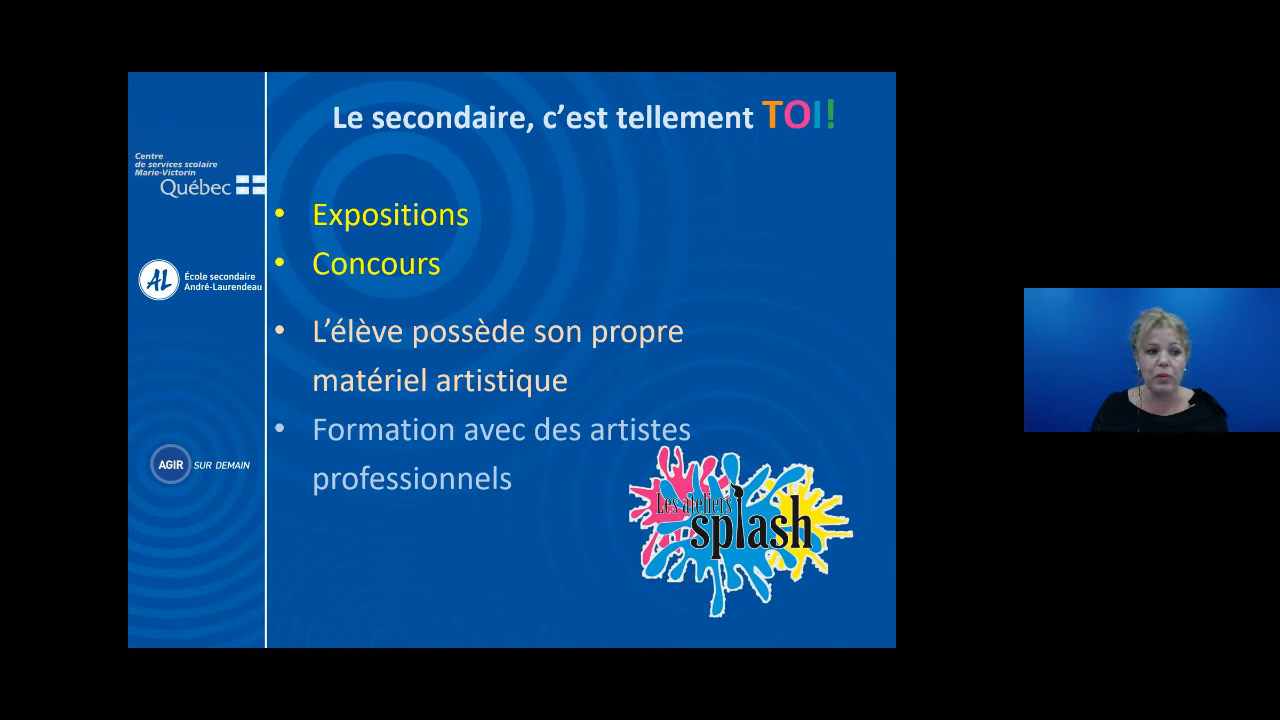 Le secondaire, c’est tellement TOI!
Centre
de services scolaire
Marie-Victorin
Québec
• Expositions
• Concours
École secondaire
André-Laurendeau
AL
• L’élève possède son propre
matériel artistique
• Formation avec des artistes
professionnels
AGIR SUR DEMAIN
Les ateliers
splash